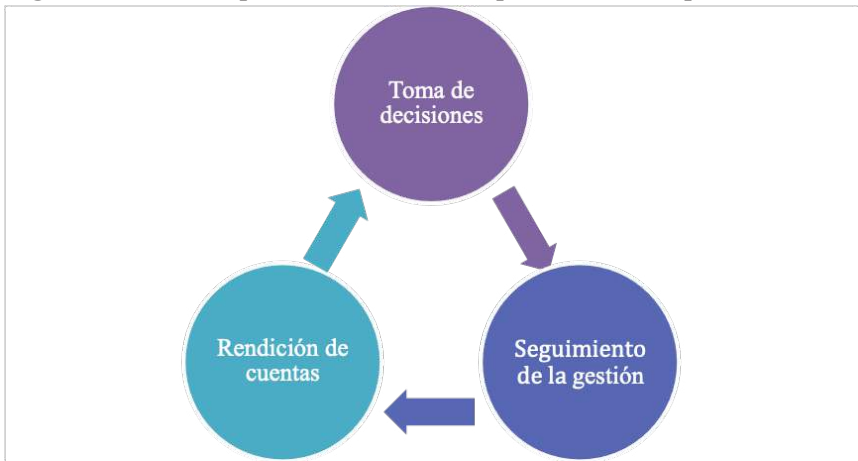 Toma de
decisiones
Rendición de
cuentas
Seguimiento
de la gestión